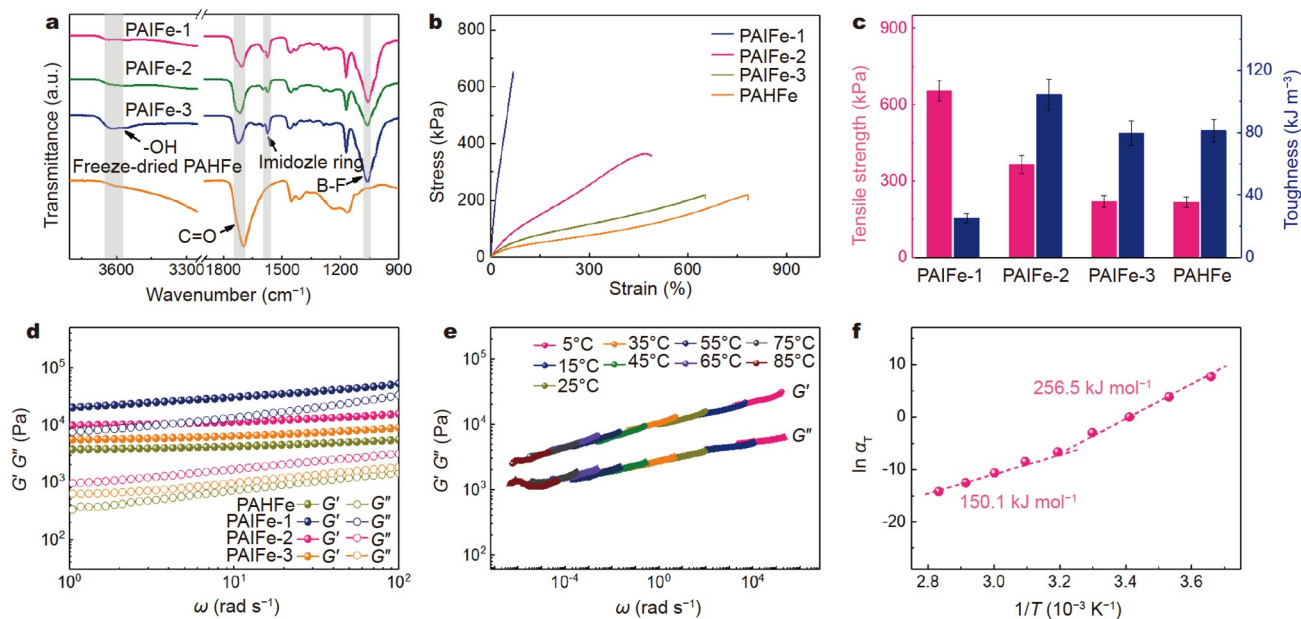 a
PAIFe-1
PAIFe-2
PAIFe-3
-OH
Imidozle ring
Freeze-dried PAHFe
B-F
C=O
Transmittance (a.u.)
3600 3300 1800 1500 1200 900
Wavenumber (cm⁻¹)
b
800
600
400
200
0
PAIFe-1
PAIFe-2
PAIFe-3
PAHFe
Stress (kPa)
0 300 600 900
Strain (%)
c
900
600
300
0
120
80
40
0
Tensile strength (kPa)
Toughness (kJ m⁻³)
PAIFe-1 PAIFe-2 PAIFe-3 PAHFe
d
10⁵
10⁴
10³
10²
G′ G″ (Pa)
PAHFe G′ G″
PAIFe-1 G′ G″
PAIFe-2 G′ G″
PAIFe-3 G′ G″
10⁰ 10¹ 10²
ω (rad s⁻¹)
e
5°C 35°C 55°C 75°C
15°C 45°C 65°C 85°C
25°C
10⁵
10⁴
10³
10²
G′ G″ (Pa)
G′
G″
10⁻⁴ 10⁰ 10⁴
ω (rad s⁻¹)
f
10
0
-10
-20
ln α_T
256.5 kJ mol⁻¹
150.1 kJ mol⁻¹
2.8 3.0 3.2 3.4 3.6
1/T (10⁻³ K⁻¹)